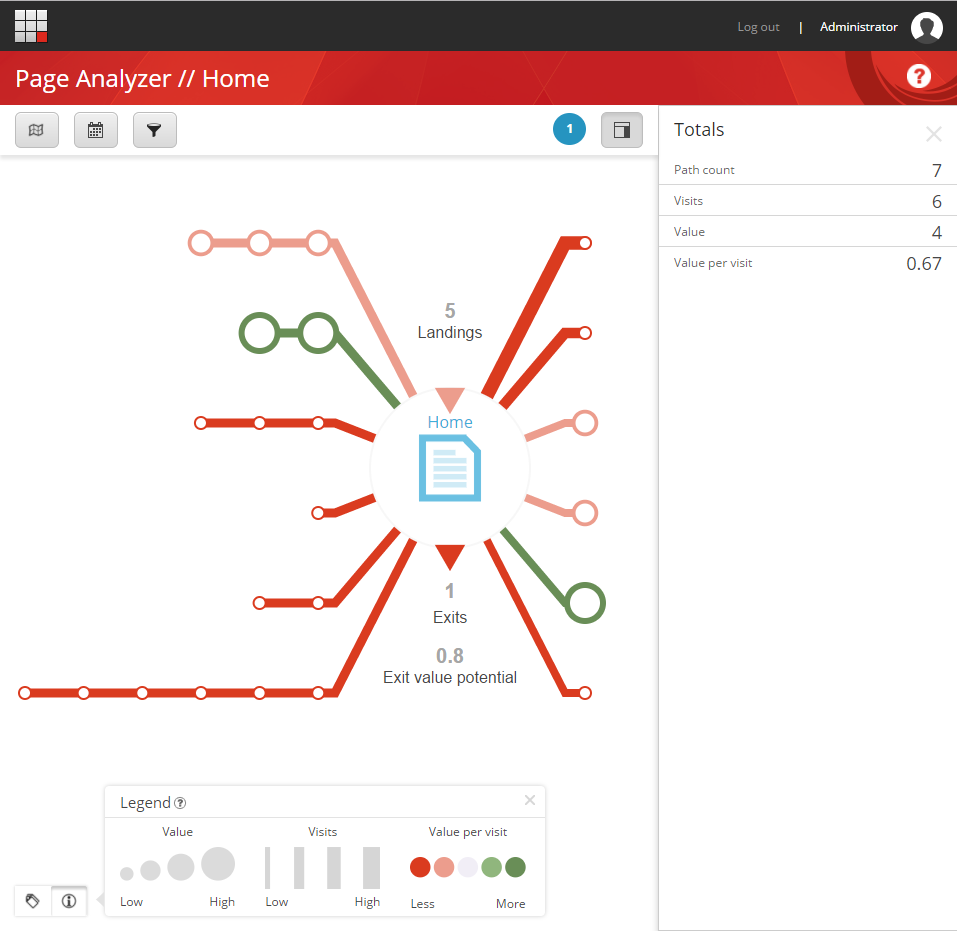 Log out | Administrator
Page Analyzer // Home
?
1
Totals
Path count 7
Visits 6
Value 4
Value per visit 0.67
5
Landings
Home
1
Exits
0.8
Exit value potential
Legend ?
Value Visits Value per visit
Low High Low High Less More